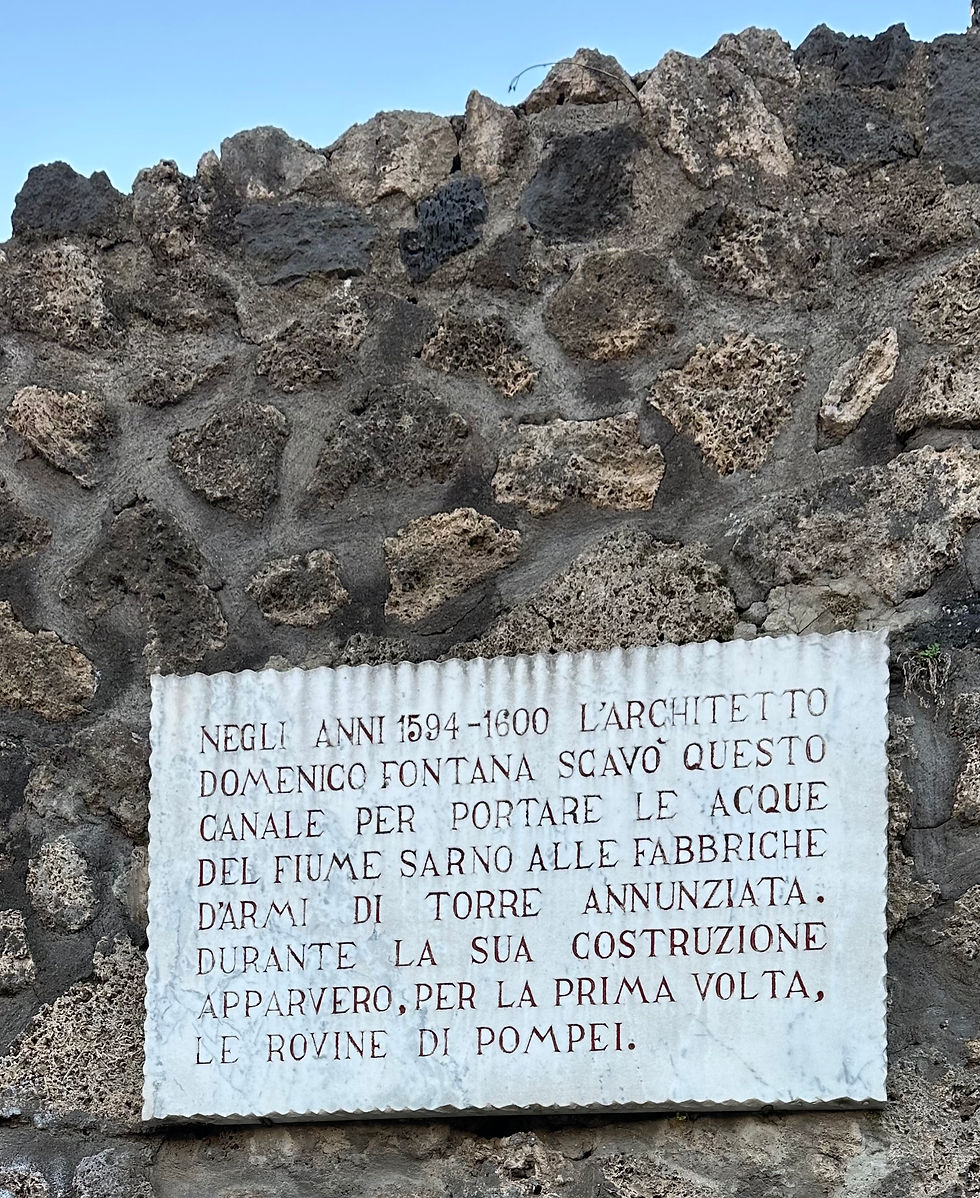 NEGLI ANNI 1594-1600 L'ARCHITETTO
DOMENICO FONTANA SCAVÒ QUESTO
CANALE PER PORTARE LE ACQUE
DEL FIUME SARNO ALLE FABBRICHE
D'ARMI DI TORRE ANNUNZIATA.
DURANTE LA SUA COSTRUZIONE
APPARVERO, PER LA PRIMA VOLTA,
LE ROVINE DI POMPEI.